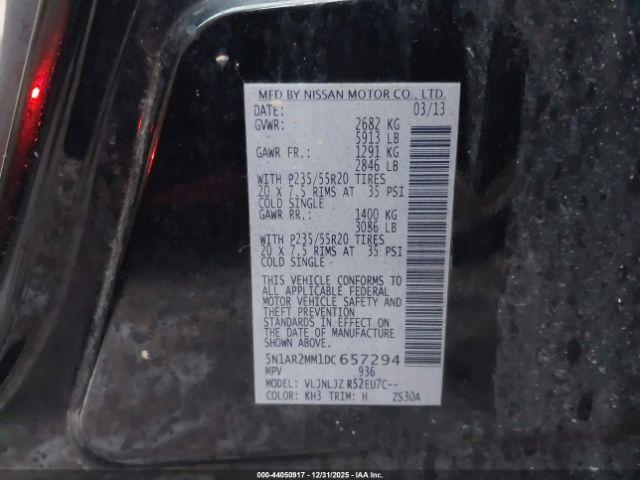 MFD BY NISSAN MOTOR CO., LTD.
DATE: 03/13
GVWR: 2682 KG
5913 LB
GAWR FR.: 1291 KG
2846 LB
WITH P235/55R20 TIRES
20 X 7.5 RIMS AT 35 PSI
COLD SINGLE
GAWR RR.: 1400 KG
3086 LB
WITH P235/55R20 TIRES
20 X 7.5 RIMS AT 35 PSI
COLD SINGLE
THIS VEHICLE CONFORMS TO
ALL APPLICABLE FEDERAL
MOTOR VEHICLE SAFETY AND
THEFT PREVENTION
STANDARDS IN EFFECT ON
THE DATE OF MANUFACTURE
SHOWN ABOVE.
5N1AR2MM1DC657294
MPV 936
MODEL: VLJNLJZ R52EU7C--
COLOR: KH3 TRIM: H ZS30A
000-44050917 - 12/31/2025 - IAAI.COM